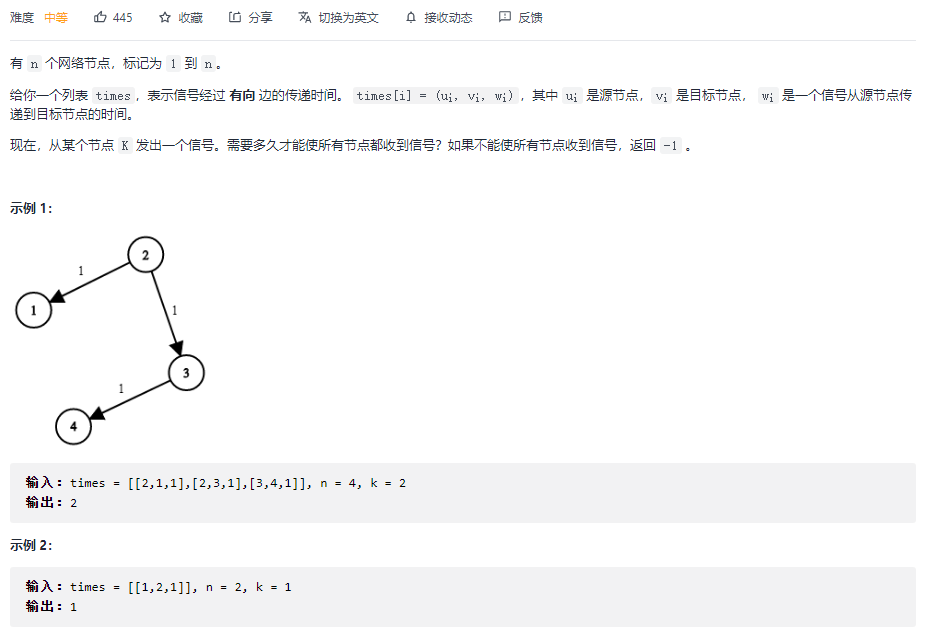 难度 中等 445 收藏 分享 切换为英文 接收动态 反馈
有 n 个网络节点，标记为 1 到 n 。
给你一个列表 times，表示信号经过 有向 边的传递时间。 times[i] = (ui, vi, wi)，其中 ui 是源节点，vi 是目标节点， wi 是一个信号从源节点传
递到目标节点的时间。
现在，从某个节点 K 发出一个信号。需要多久才能使所有节点都收到信号？如果不能使所有节点收到信号，返回 -1 。
示例 1：
2
1
1
1
3
1
4
输入：times = [[2,1,1],[2,3,1],[3,4,1]], n = 4, k = 2
输出：2
示例 2：
输入：times = [[1,2,1]], n = 2, k = 1
输出：1